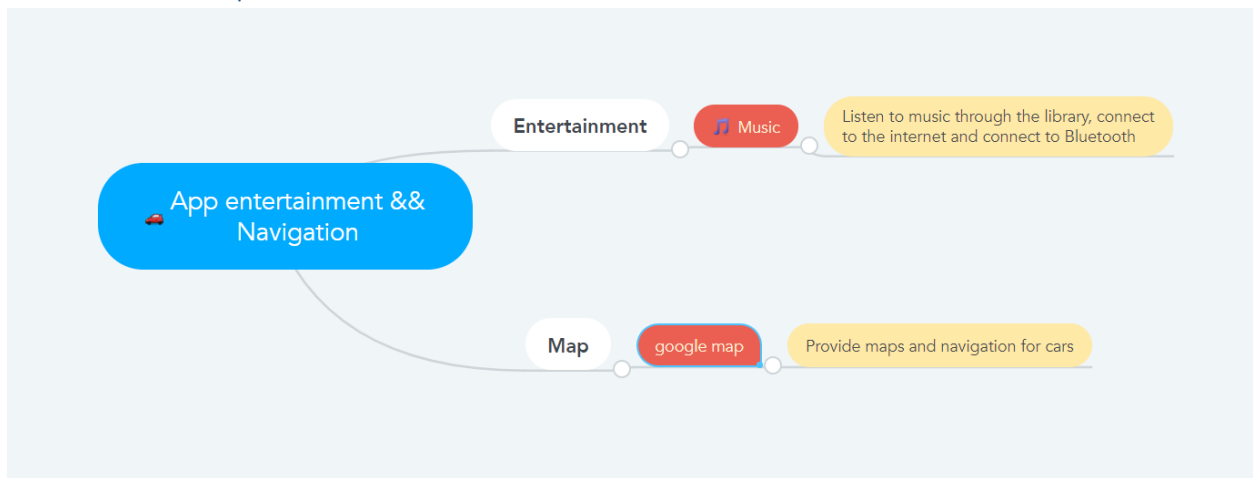 App entertainment &&
Navigation
Entertainment
Music
Listen to music through the library, connect
to the internet and connect to Bluetooth
Map
google map
Provide maps and navigation for cars